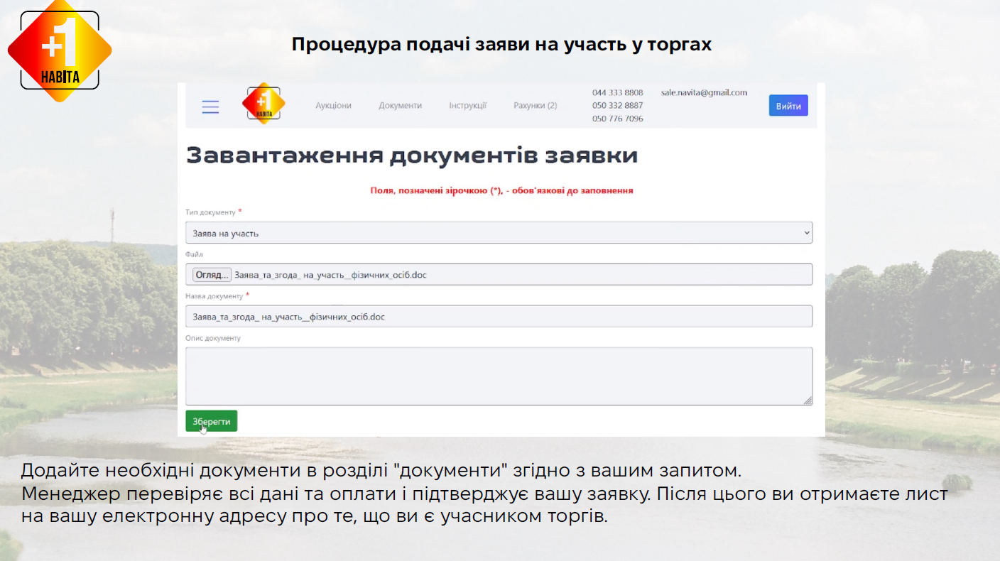 +1
НАВІТА
Процедура подачі заяви на участь у торгах
+1
НАВІТА
Аукціони
Документи
Інструкції
Рахунки (2)
044 333 8808
050 332 8887
050 776 7096
sale.navita@gmail.com
Вийти
Завантаження документів заявки
Поля, позначені зірочкою (*), - обов'язкові до заповнення
Тип документу *
Заява на участь
Файл
Огляд... Заява_та_згода_ на_участь__фізичних_осіб.doc
Назва документу *
Заява_та_згода_ на_участь__фізичних_осіб.doc
Опис документу
Зберегти
Додайте необхідні документи в розділі "документи" згідно з вашим запитом.
Менеджер перевіряє всі дані та оплати і підтверджує вашу заявку. Після цього ви отримаєте лист
на вашу електронну адресу про те, що ви є учасником торгів.